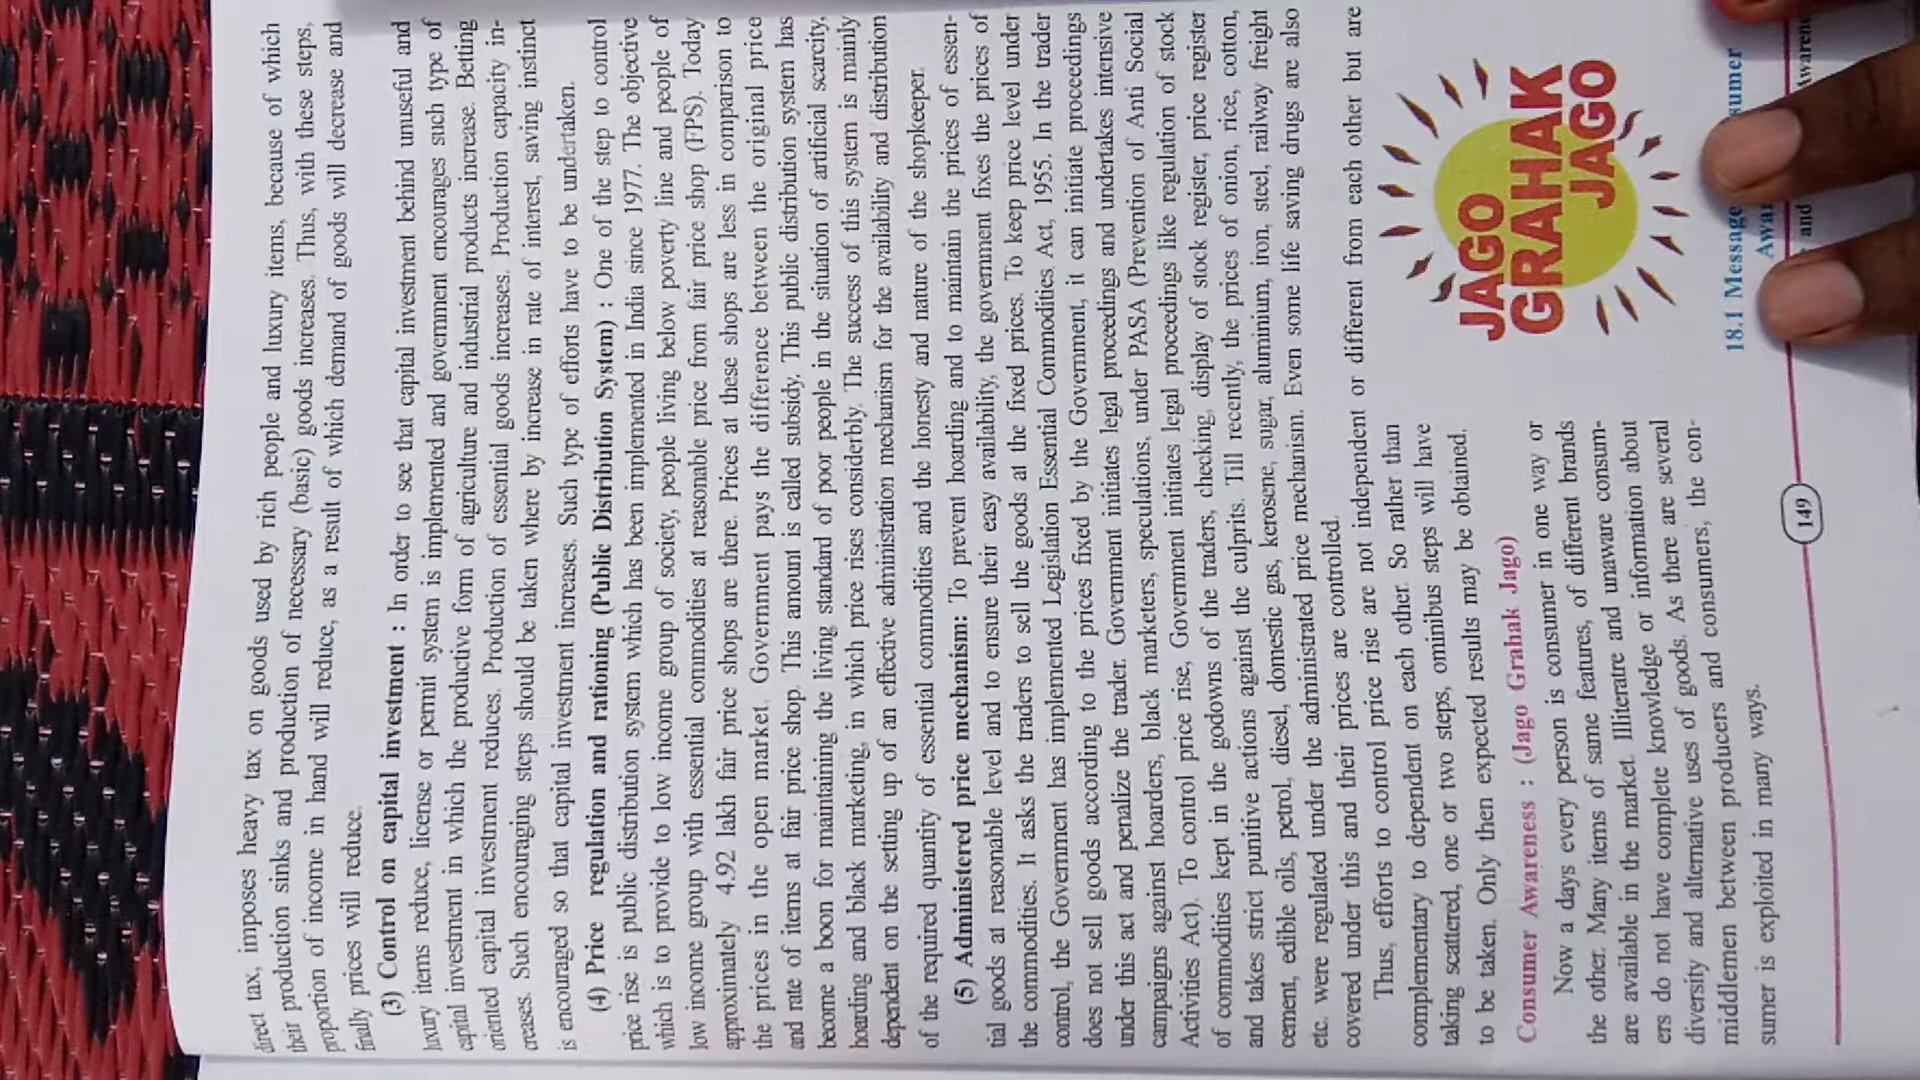 direct tax, imposes heavy tax on goods used by rich people and luxury items, because of which
their production sinks and production of necessary (basic) goods increases. Thus, with these steps,
proportion of income in hand will reduce, as a result of which demand of goods will decrease and
finally prices will reduce.
(3) Control on capital investment : In order to see that capital investment behind unuseful and
luxury items reduce, license or permit system is implemented and government encourages such type of
capital investment in which the productive form of agriculture and industrial products increase. Betting
oriented capital investment reduces. Production of essential goods increases. Production capacity in-
creases. Such encouraging steps should be taken where by increase in rate of interest, saving instinct
is encouraged so that capital investment increases. Such type of efforts have to be undertaken.
(4) Price regulation and rationing (Public Distribution System) : One of the step to control
price rise is public distribution system which has been implemented in India since 1977. The objective
which is to provide to low income group of society, people living below poverty line and people of
low income group with essential commodities at reasonable price from fair price shop (FPS). Today
approximately 4.92 lakh fair price shops are there. Prices at these shops are less in comparison to
the prices in the open market. Government pays the difference between the original price
and rate of items at fair price shop. This amount is called subsidy. This public distribution system has
become a boon for maintaining the living standard of poor people in the situation of artificial scarcity,
hoarding and black marketing, in which price rises considerbly. The success of this system is mainly
dependent on the setting up of an effective administration mechanism for the availability and distribution
of the required quantity of essential commodities and the honesty and nature of the shopkeeper.
(5) Administered price mechanism: To prevent hoarding and to maintain the prices of essen-
tial goods at reasonable level and to ensure their easy availability, the government fixes the prices of
the commodities. It asks the traders to sell the goods at the fixed prices. To keep price level under
control, the Government has implemented Legislation Essential Commodities Act, 1955. In the trader
does not sell goods according to the prices fixed by the Government, it can initiate proceedings
under this act and penalize the trader. Government initiates legal proceedings and undertakes intensive
campaigns against hoarders, black marketers, speculations, under PASA (Prevention of Anti Social
Activities Act). To control price rise, Government initiates legal proceedings like regulation of stock
of commodities kept in the godowns of the traders, checking, display of stock register, price register
and takes strict punitive actions against the culprits. Till recently, the prices of onion, rice, cotton,
cement, edible oils, petrol, diesel, domestic gas, kerosene, sugar, aluminium, iron, steel, railway freight
etc. were regulated under the administrated price mechanism. Even some life saving drugs are also
covered under this and their prices are controlled.
Thus, efforts to control price rise are not independent or different from each other but are
complementary to dependent on each other. So rather than
taking scattered, one or two steps, ominibus steps will have
to be taken. Only then expected results may be obtained.
Consumer Awareness : (Jago Grahak Jago)
Now a days every person is consumer in one way or
the other. Many items of same features, of different brands
are available in the market. Illiteratre and unaware consum-
ers do not have complete knowledge or information about
diversity and alternative uses of goods. As there are several
middlemen between producers and consumers, the con-
sumer is exploited in many ways.
JAGO
GRAHAK
JAGO
18.1 Message
149